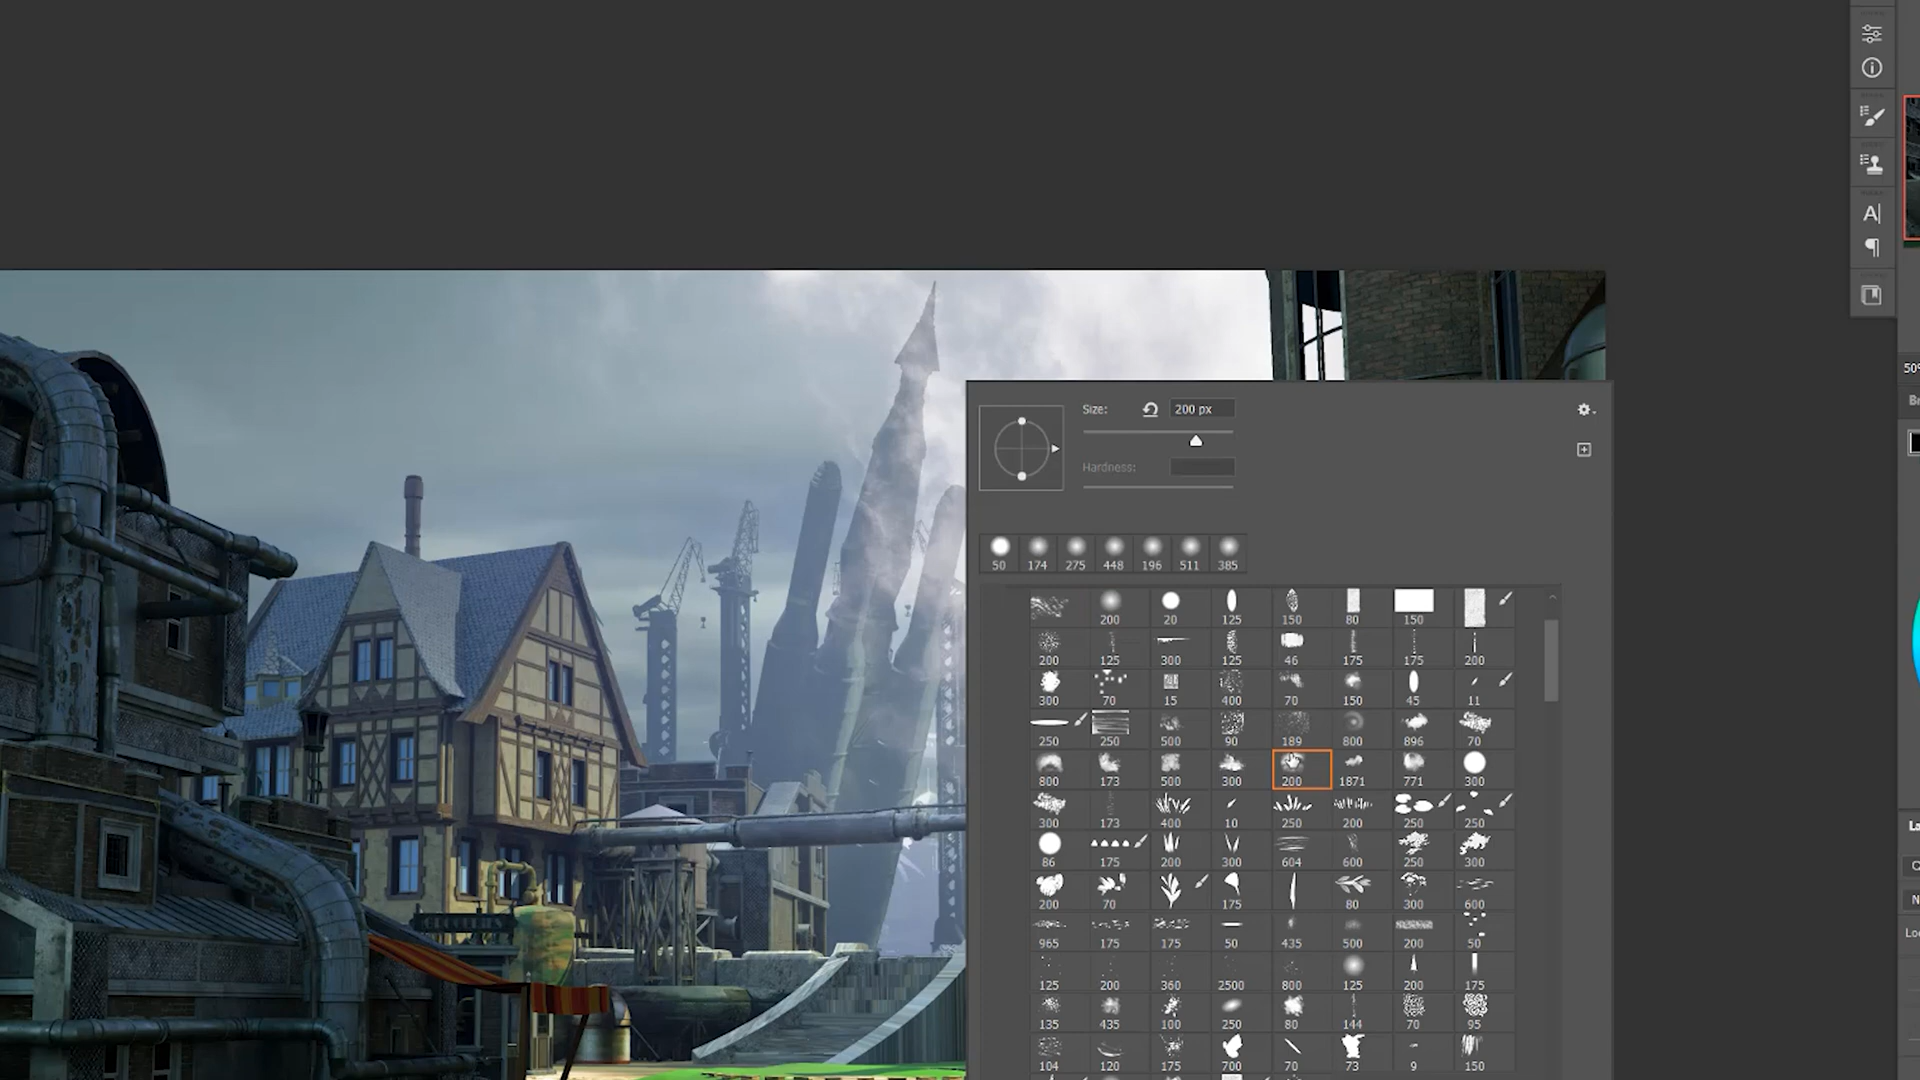 A|
Size: 200 px
50%
Hardness:
50 174 275 448 196 511 385
200 20 125 150 80 150
200 125 300 125 46 175 175 200
300 70 15 400 70 150 45 11
250 250 500 90 189 800 896 70
800 173 500 300 200 1871 771 300
300 173 400 10 250 200 250 250
86 175 200 300 604 600 250 300
200 70 175 80 300 600
965 175 175 50 435 500 200 50
125 200 360 2500 800 125 200 175
135 435 100 250 80 144 70 95
104 120 175 700 70 73 9 150
GROCERIES